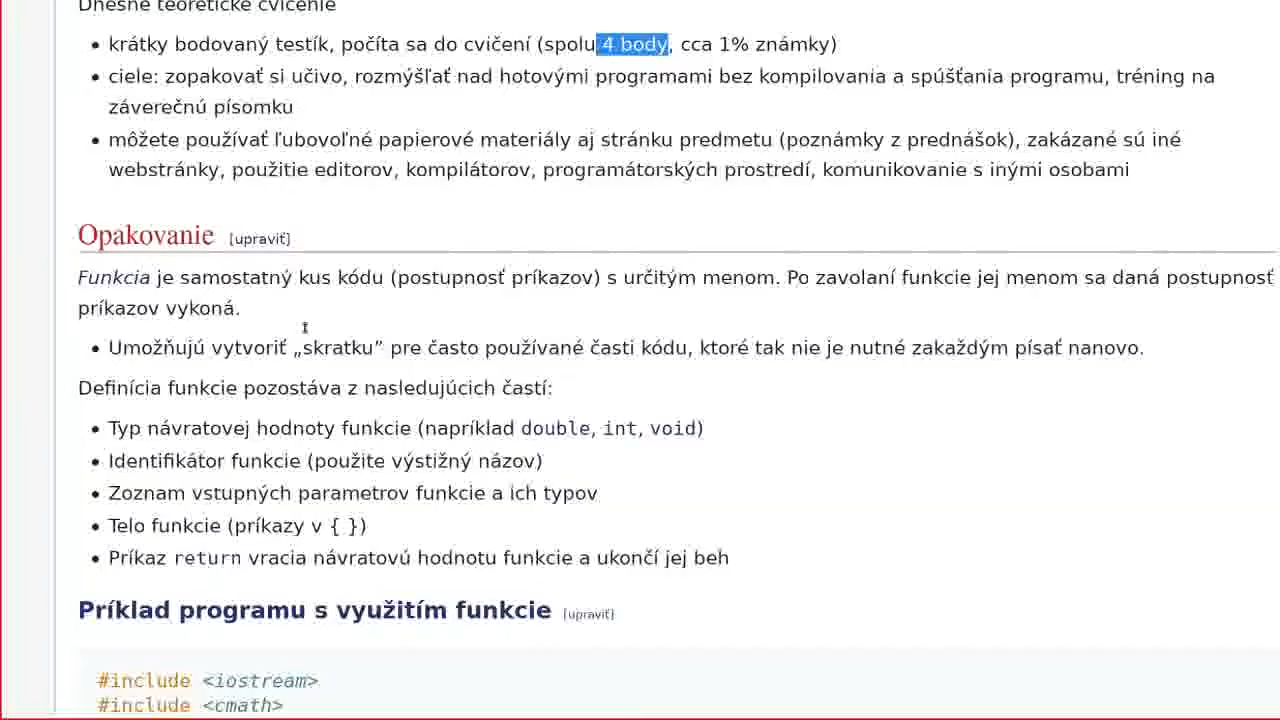 Dnešné teoretické cvičenie
• krátky bodovaný testík, počíta sa do cvičení (spolu 4 body, cca 1% známky)
• ciele: zopakovať si učivo, rozmýšľať nad hotovými programami bez kompilovania a spúšťania programu, tréning na
záverečnú písomku
• môžete používať ľubovoľné papierové materiály aj stránku predmetu (poznámky z prednášok), zakázané sú iné
webstránky, použitie editorov, kompilátorov, programátorských prostredí, komunikovanie s inými osobami
Opakovanie [upraviť]
Funkcia je samostatný kus kódu (postupnosť príkazov) s určitým menom. Po zavolaní funkcie jej menom sa daná postupnosť
príkazov vykoná.
• Umožňujú vytvoriť „skratku” pre často používané časti kódu, ktoré tak nie je nutné zakaždým písať nanovo.
Definícia funkcie pozostáva z nasledujúcich častí:
• Typ návratovej hodnoty funkcie (napríklad double, int, void)
• Identifikátor funkcie (použite výstižný názov)
• Zoznam vstupných parametrov funkcie a ich typov
• Telo funkcie (príkazy v { })
• Príkaz return vracia návratovú hodnotu funkcie a ukončí jej beh
Príklad programu s využitím funkcie [upraviť]
#include <iostream>
#include <cmath>